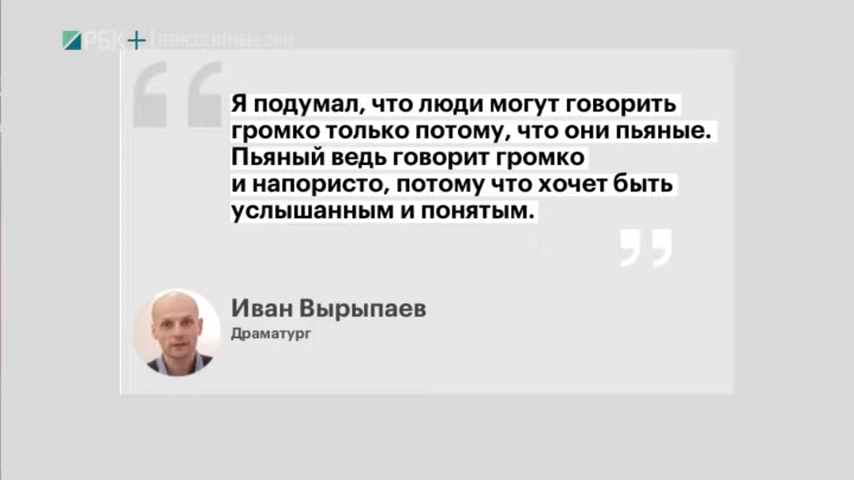 РБК+
Я подумал, что люди могут говорить
громко только потому, что они пьяные.
Пьяный ведь говорит громко
и напористо, потому что хочет быть
услышанным и понятым.
Иван Вырыпаев
Драматург